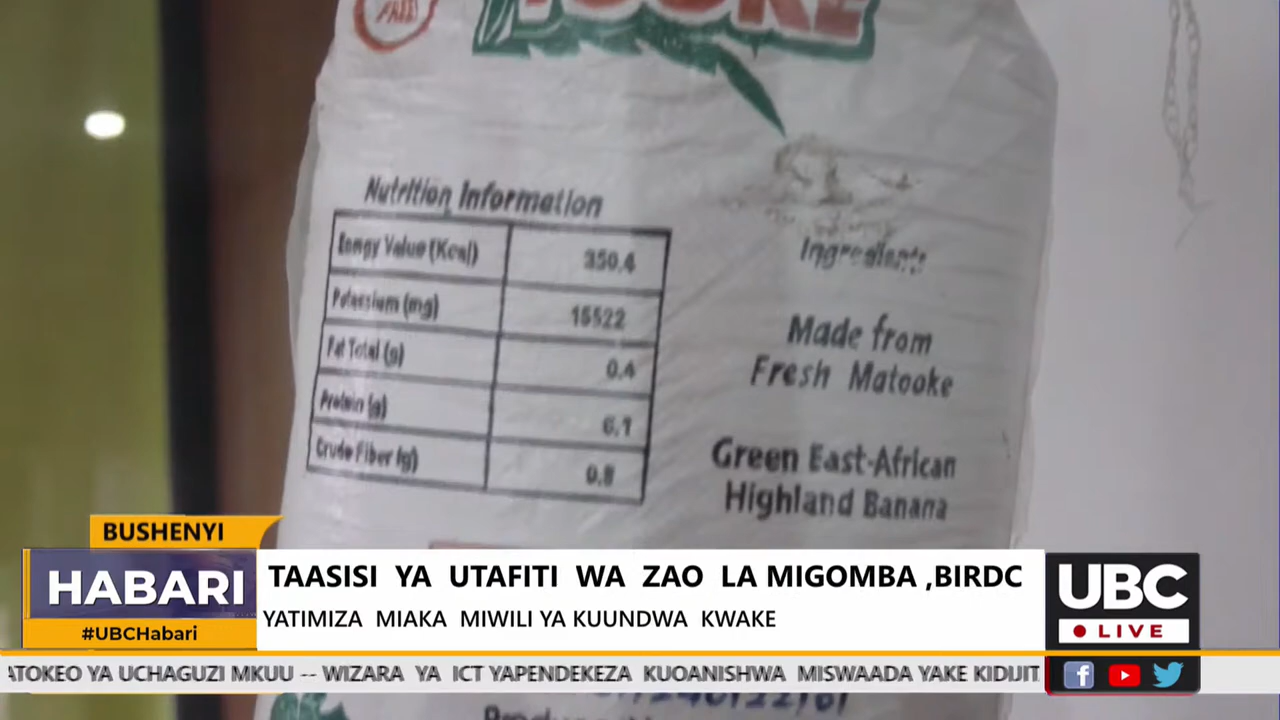 FREE
TOOKE
Nutrition Information
Energy Value (Kcal) 350.4
Potassium (mg) 15522
Fat Total (g) 0.4
Protein (g) 6.1
Crude Fiber (g) 0.8
Ingredients
Made from
Fresh Matooke
Green East-African
Highland Banana
BUSHENYI
HABARI
#UBCHabari
TAASISI YA UTAFITI WA ZAO LA MIGOMBA ,BIRDC
YATIMIZA MIAKA MIWILI YA KUUNDWA KWAKE
UBC
LIVE
ATOKEO YA UCHAGUZI MKUU -- WIZARA YA ICT YAPENDEKEZA KUOANISHWA MISWAADA YAKE KIDIJIT